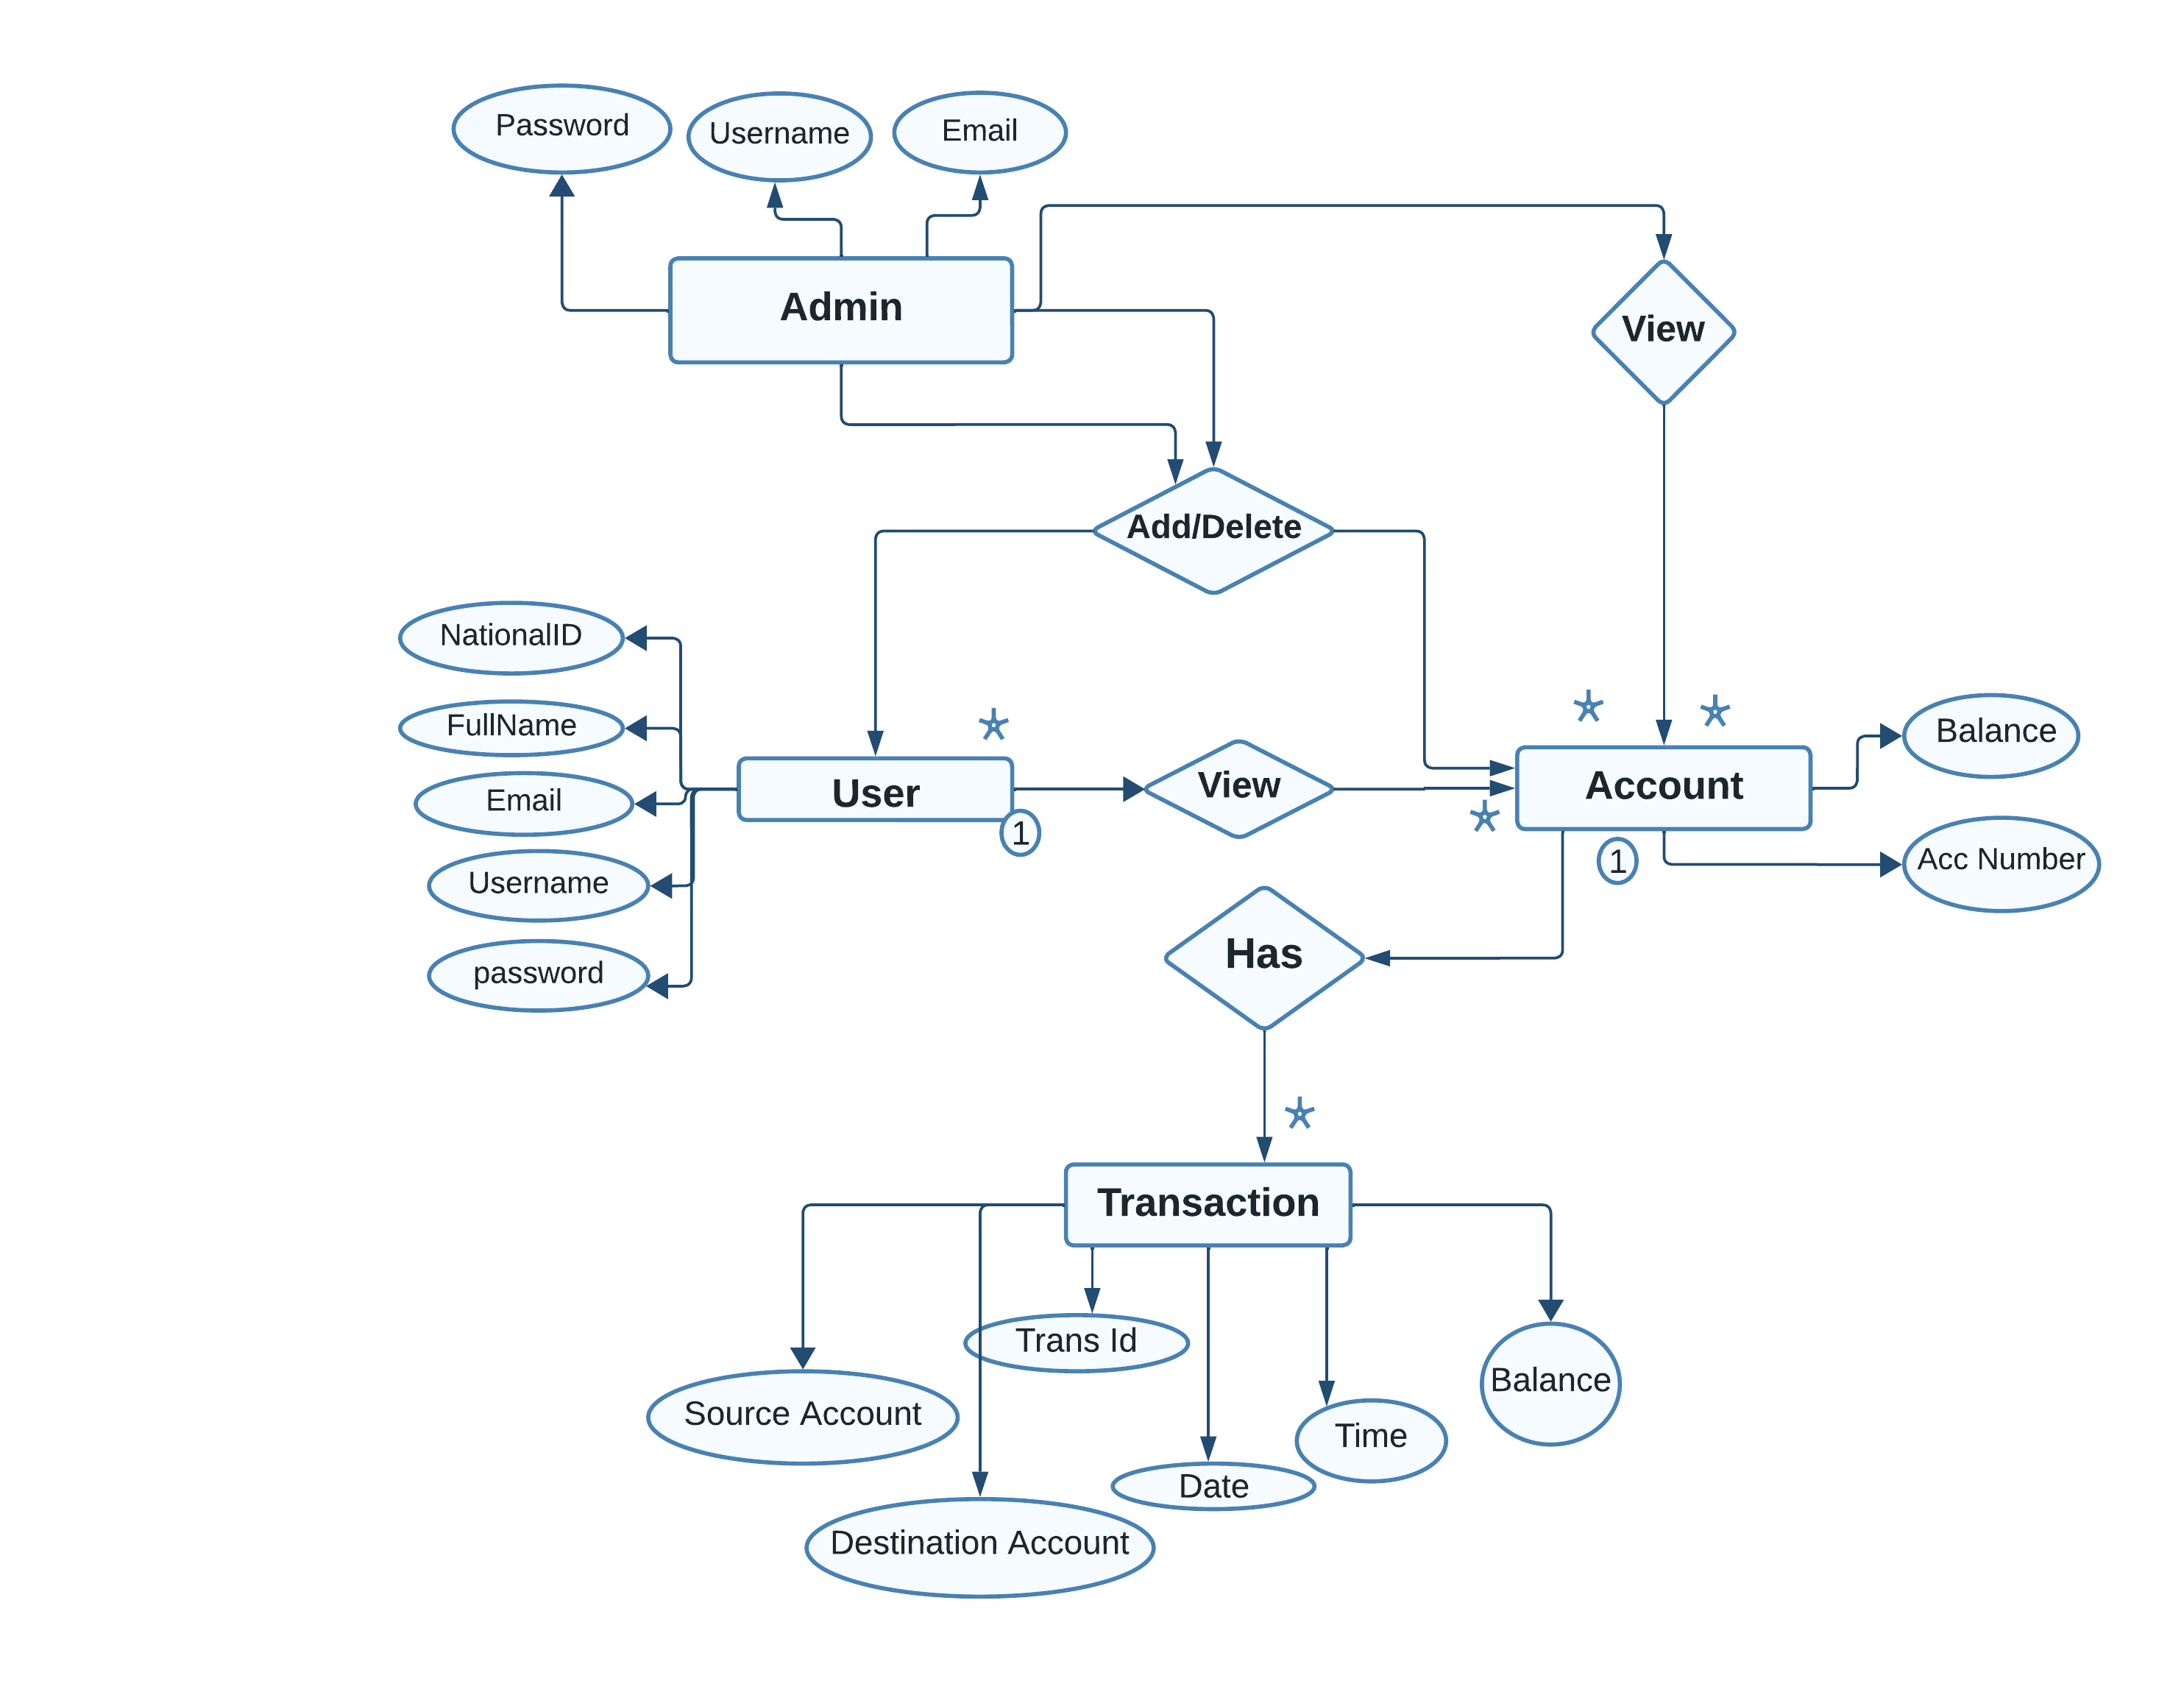 Password
Username
Email
Admin
View
Add/Delete
NationalID
FullName
Email
Username
password
User
1
View
Account
1
Balance
Acc Number
Has
Transaction
Trans Id
Source Account
Balance
Time
Date
Destination Account